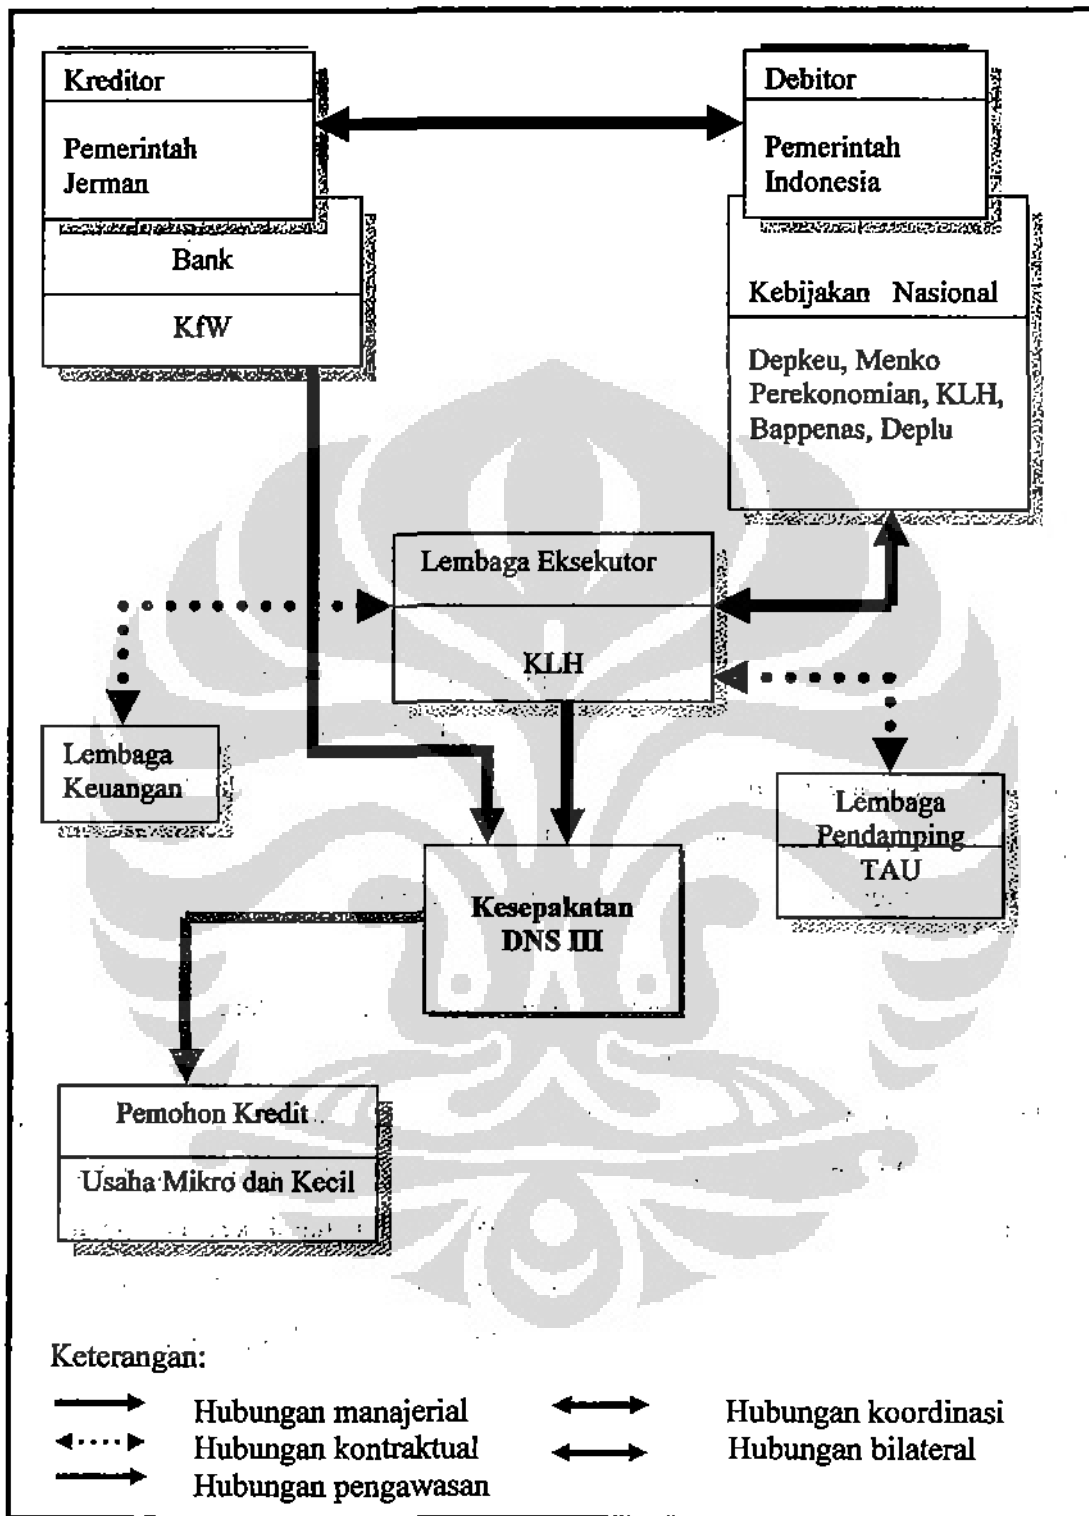 Kreditor
Pemerintah
Jerman
Bank
KfW
Debitor
Pemerintah
Indonesia
Kebijakan Nasional
Depkeu, Menko
Perekonomian, KLH,
Bappenas, Deplu
Lembaga Eksekutor
KLH
Lembaga
Keuangan
Lembaga
Pendamping
TAU
Kesepakatan
DNS III
Pemohon Kredit
Usaha Mikro dan Kecil
Keterangan:
Hubungan manajerial
Hubungan kontraktual
Hubungan pengawasan
Hubungan koordinasi
Hubungan bilateral